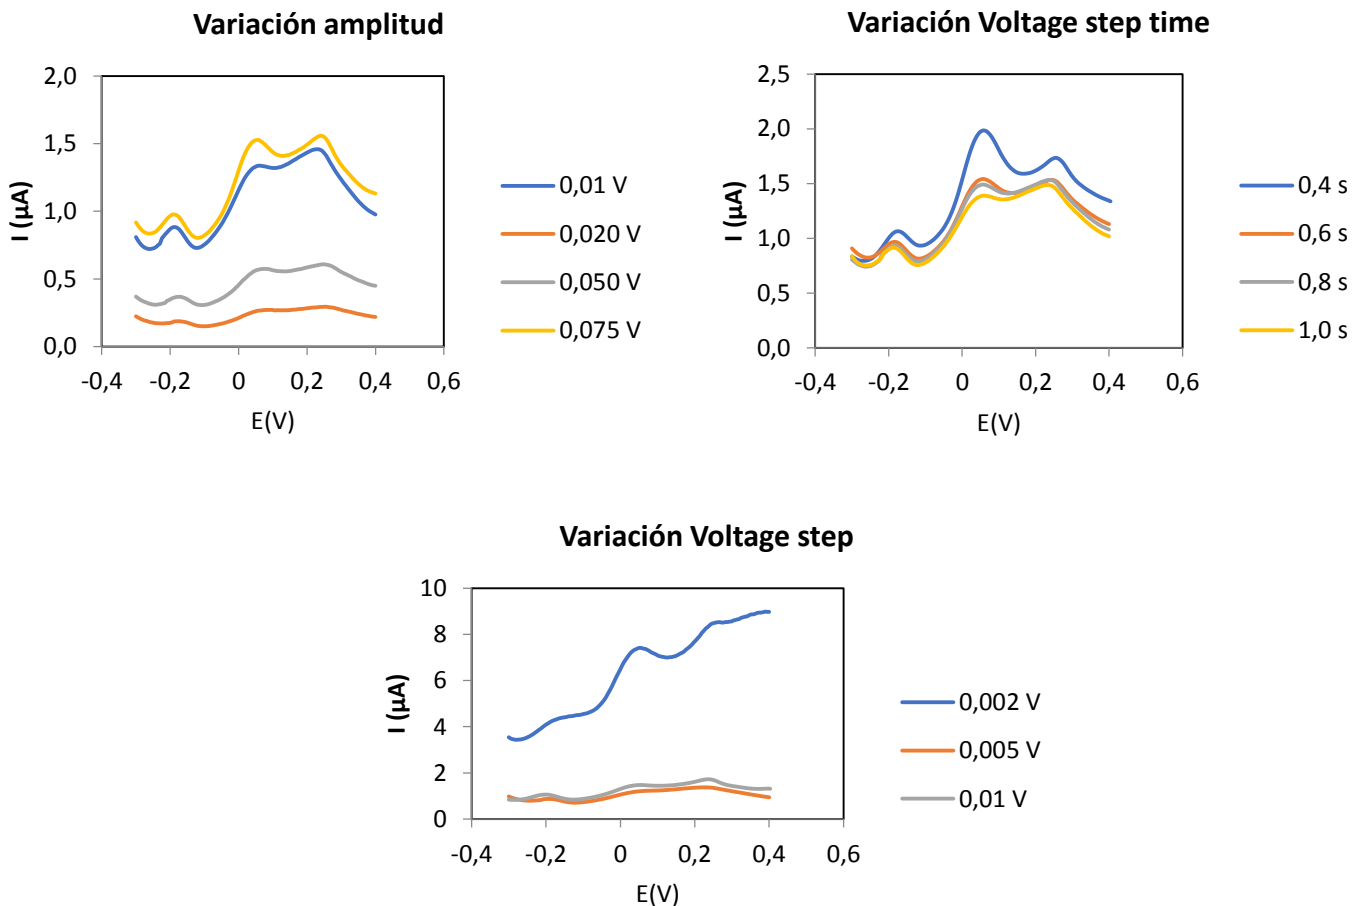 Variación amplitud
2,0
1,5
1,0
0,5
0,0
I (µA)
-0,4 -0,2 0 0,2 0,4 0,6
E(V)
0,01 V
0,020 V
0,050 V
0,075 V
Variación Voltage step time
2,5
2,0
1,5
1,0
0,5
0,0
I (µA)
-0,4 -0,2 0 0,2 0,4 0,6
E(V)
0,4 s
0,6 s
0,8 s
1,0 s
Variación Voltage step
10
8
6
4
2
0
I (µA)
-0,4 -0,2 0 0,2 0,4 0,6
E(V)
0,002 V
0,005 V
0,01 V